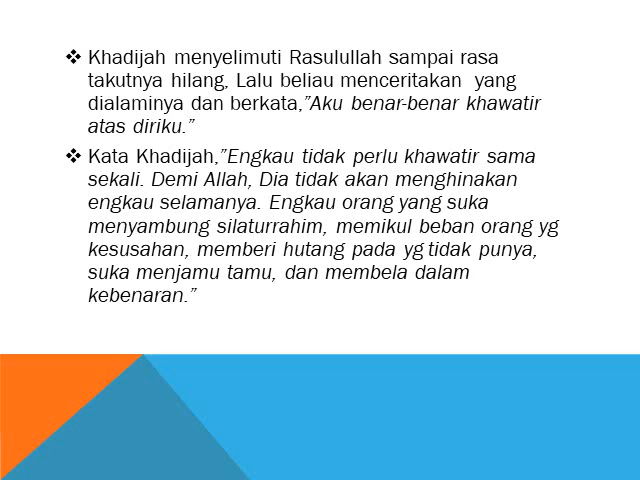 ❖ Khadijah menyelimuti Rasulullah sampai rasa
takutnya hilang, Lalu beliau menceritakan  yang
dialaminya dan berkata,”Aku benar-benar khawatir
atas diriku.”
❖ Kata Khadijah,”Engkau tidak perlu khawatir sama
sekali. Demi Allah, Dia tidak akan menghinakan
engkau selamanya. Engkau orang yang suka
menyambung silaturrahim, memikul beban orang yg
kesusahan, memberi hutang pada yg tidak punya,
suka menjamu tamu, dan membela dalam
kebenaran.”